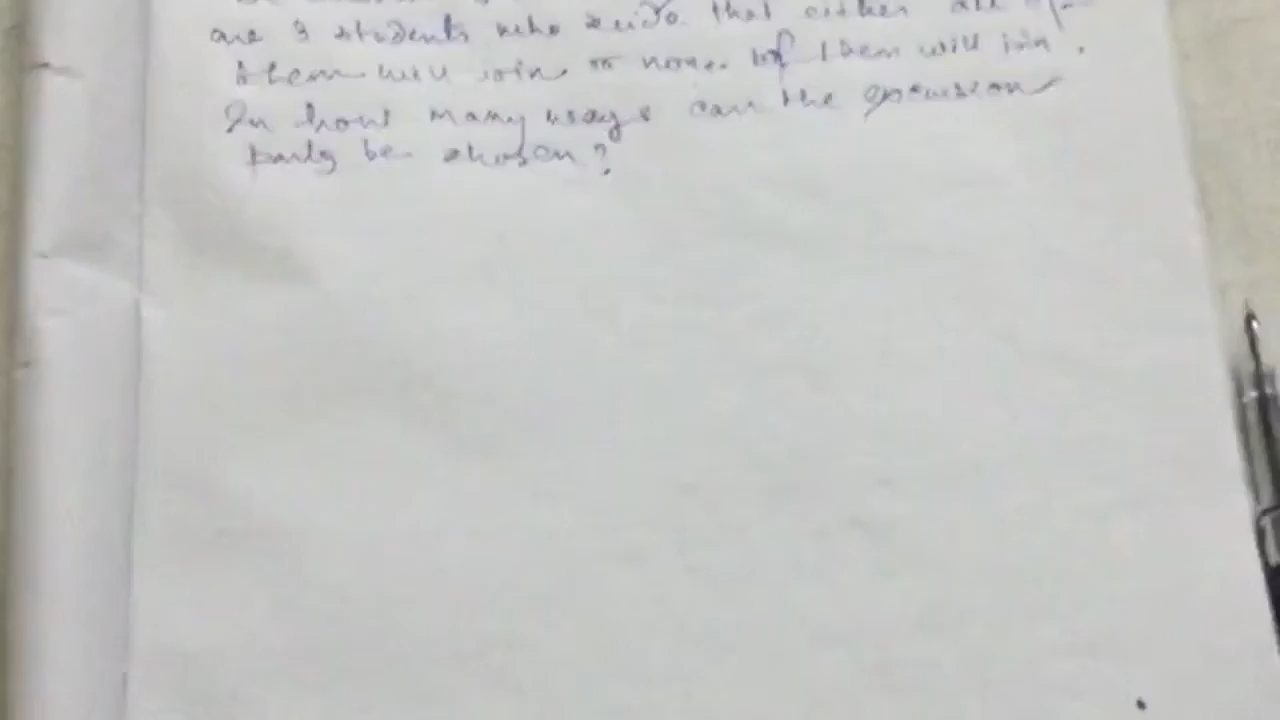 are 3 students who decide that either all of
them will join or none of them will join.
In how many ways can the excursion
party be chosen?